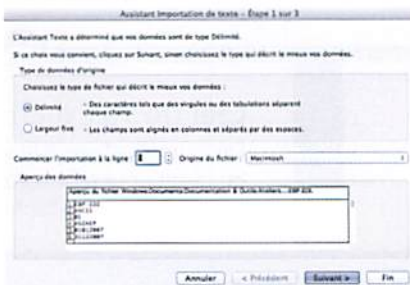 Assistant Importation de texte - Étape 1 sur 3
L'Assistant Texte a déterminé que vos données sont de type Délimité.
Si ce choix vous convient, cliquez sur Suivant, sinon choisissez le type qui décrit le mieux vos données.
Type de données d'origine
Choisissez le type de fichier qui décrit le mieux vos données :
Délimité - Des caractères tels que des virgules ou des tabulations séparent chaque champ.
Largeur fixe - Les champs sont alignés en colonnes et séparés par des espaces.
Commencer l'importation à la ligne : Origine du fichier : Macintosh
Aperçu des données
Aperçu du fichier
Annuler < Précédent Suivant > Fin